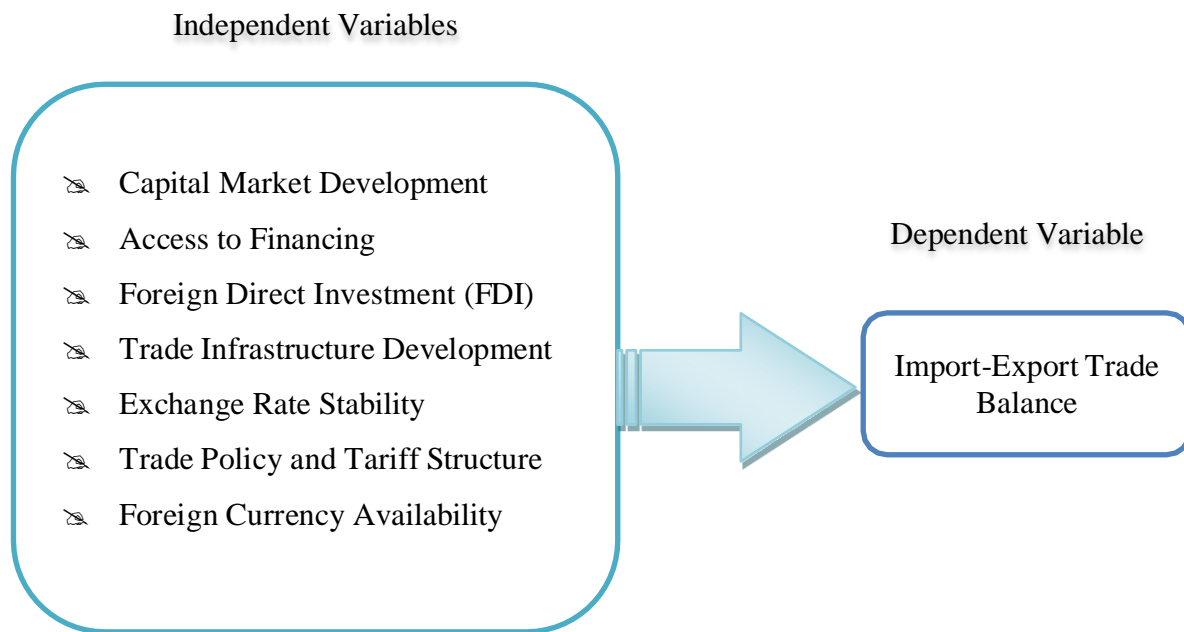 Independent Variables
Capital Market Development
Access to Financing
Foreign Direct Investment (FDI)
Trade Infrastructure Development
Exchange Rate Stability
Trade Policy and Tariff Structure
Foreign Currency Availability
Dependent Variable
Import-Export Trade
Balance